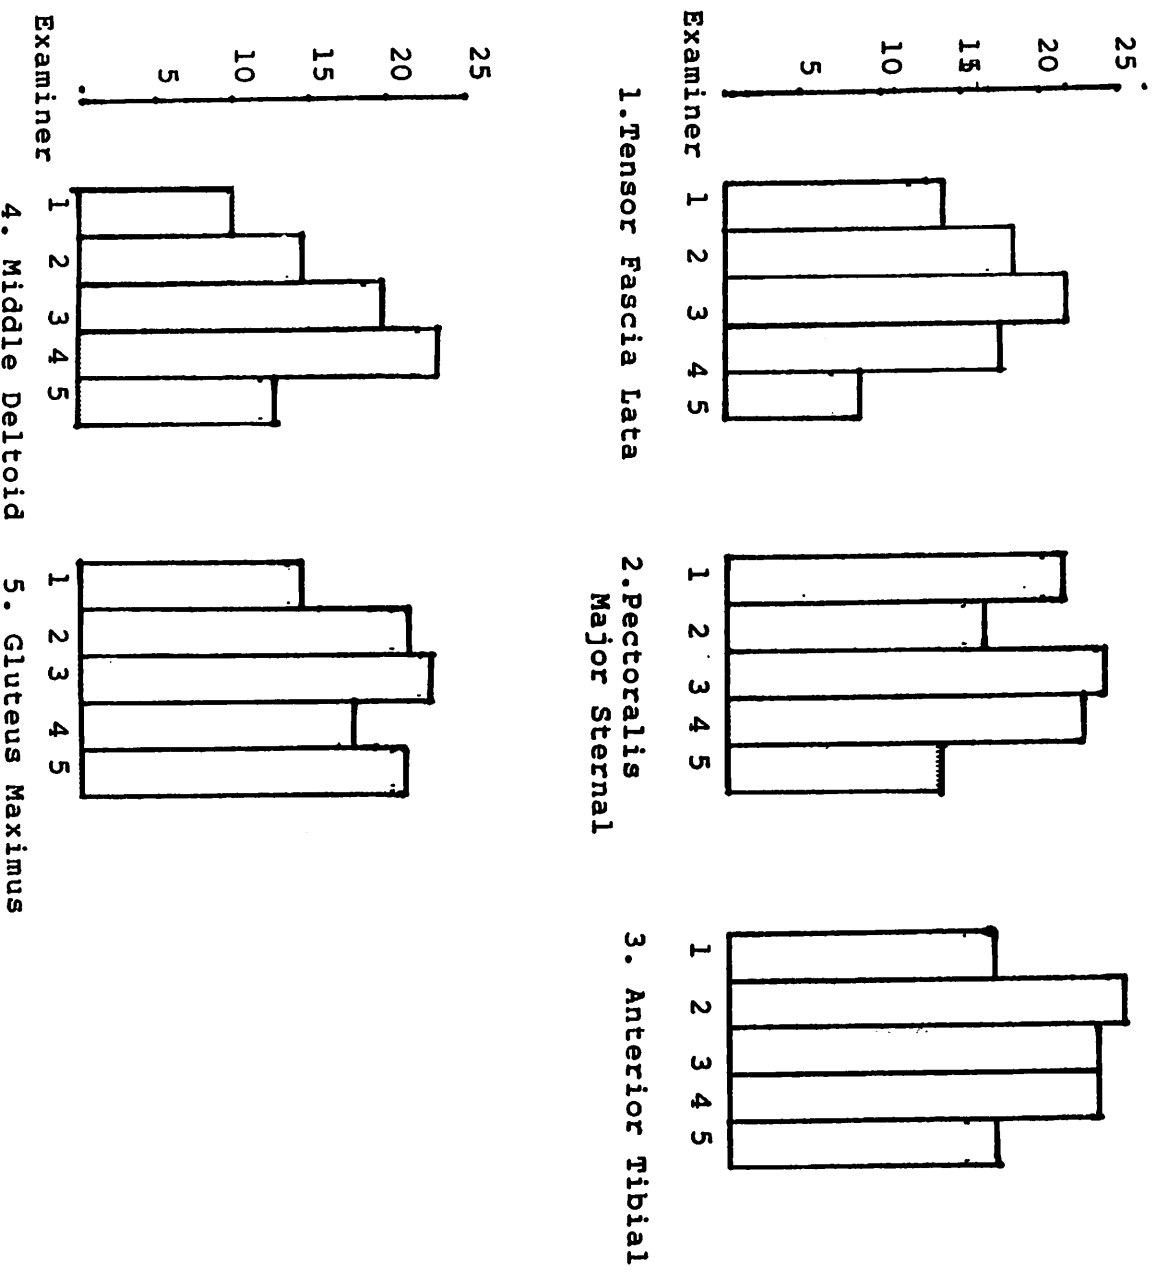 25
20
15
10
5
Examiner 1 2 3 4 5 1 2 3 4 5 1 2 3 4 5
1.Tensor Fascia Lata 2.Pectoralis 3. Anterior Tibial
Major Sternal
25
20
15
10
5
Examiner 1 2 3 4 5 1 2 3 4 5
4. Middle Deltoid 5. Gluteus Maximus